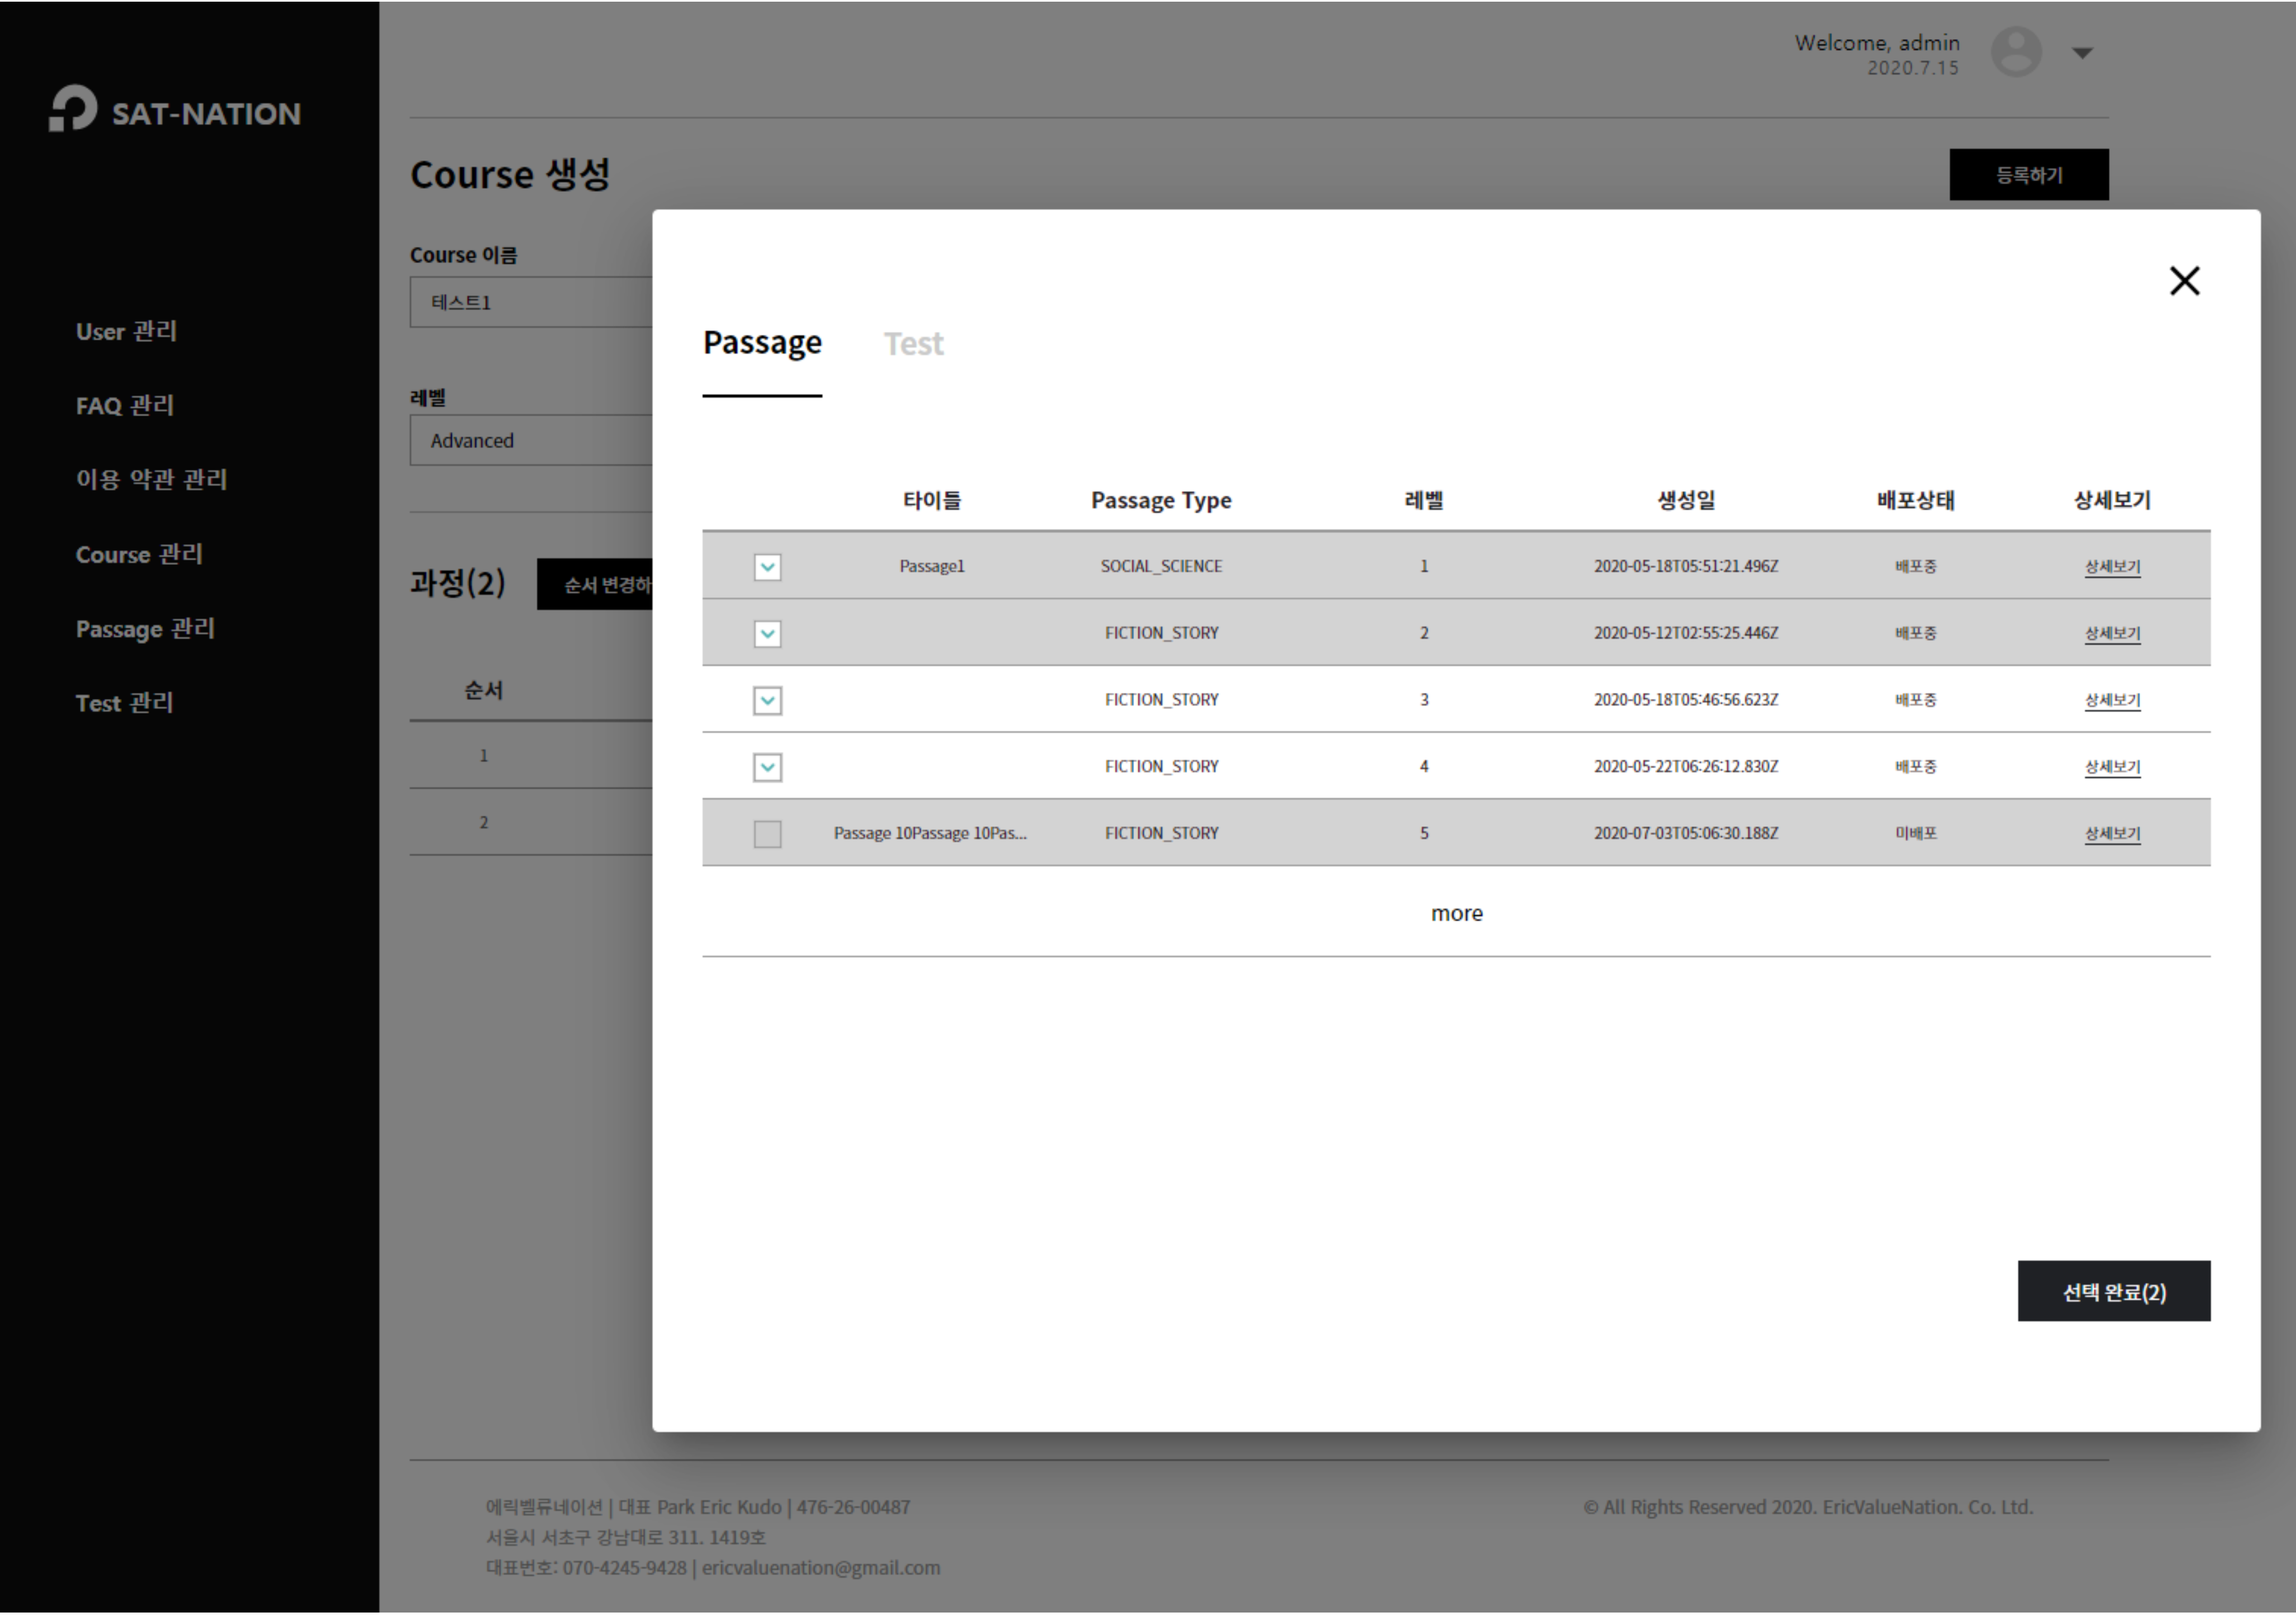 Welcome, admin
2020.7.15
SAT-NATION
User 관리
FAQ 관리
이용 약관 관리
Course 관리
Passage 관리
Test 관리
Course 생성
등록하기
Course 이름
테스트1
레벨
Advanced
과정(2) 순서 변경하
순서
1
2
Passage Test
타이틀 Passage Type 레벨 생성일 배포상태 상세보기
Passage1 SOCIAL_SCIENCE 1 2020-05-18T05:51:21.496Z 배포중 상세보기
FICTION_STORY 2 2020-05-12T02:55:25.446Z 배포중 상세보기
FICTION_STORY 3 2020-05-18T05:46:56.623Z 배포중 상세보기
FICTION_STORY 4 2020-05-22T06:26:12.830Z 배포중 상세보기
Passage 10Passage 10Pas... FICTION_STORY 5 2020-07-03T05:06:30.188Z 미배포 상세보기
more
선택 완료(2)
에릭벨류네이션 | 대표 Park Eric Kudo | 476-26-00487
서울시 서초구 강남대로 311. 1419호
대표번호: 070-4245-9428 | ericvaluenation@gmail.com
© All Rights Reserved 2020. EricValueNation. Co. Ltd.